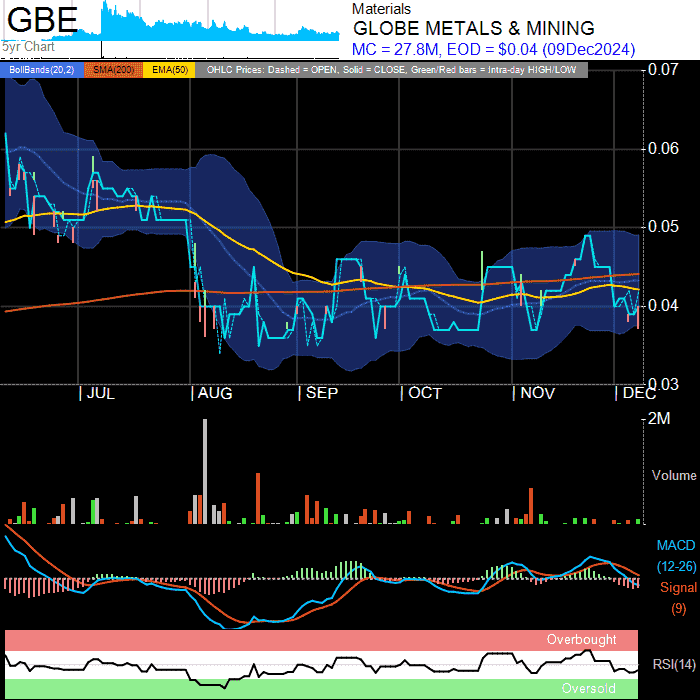 GBE
5yr Chart
Materials
GLOBE METALS & MINING
MC = 27.8M, EOD = $0.04 (09Dec2024)
BollBands(20,2) SMA(200) EMA(50) OHLC Prices: Dashed = OPEN, Solid = CLOSE, Green/Red bars = Intra-day HIGH/LOW
0.07
0.06
0.05
0.04
0.03
| JUL | AUG | SEP | OCT | NOV | DEC
2M
Volume
MACD
(12-26)
Signal
(9)
Overbought
RSI(14)
Oversold